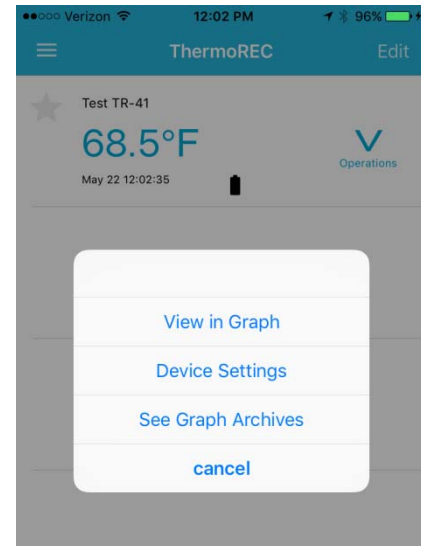 Verizon 12:02 PM 96%
ThermoREC Edit
Test TR-41
68.5°F
Operations
May 22 12:02:35
View in Graph
Device Settings
See Graph Archives
cancel